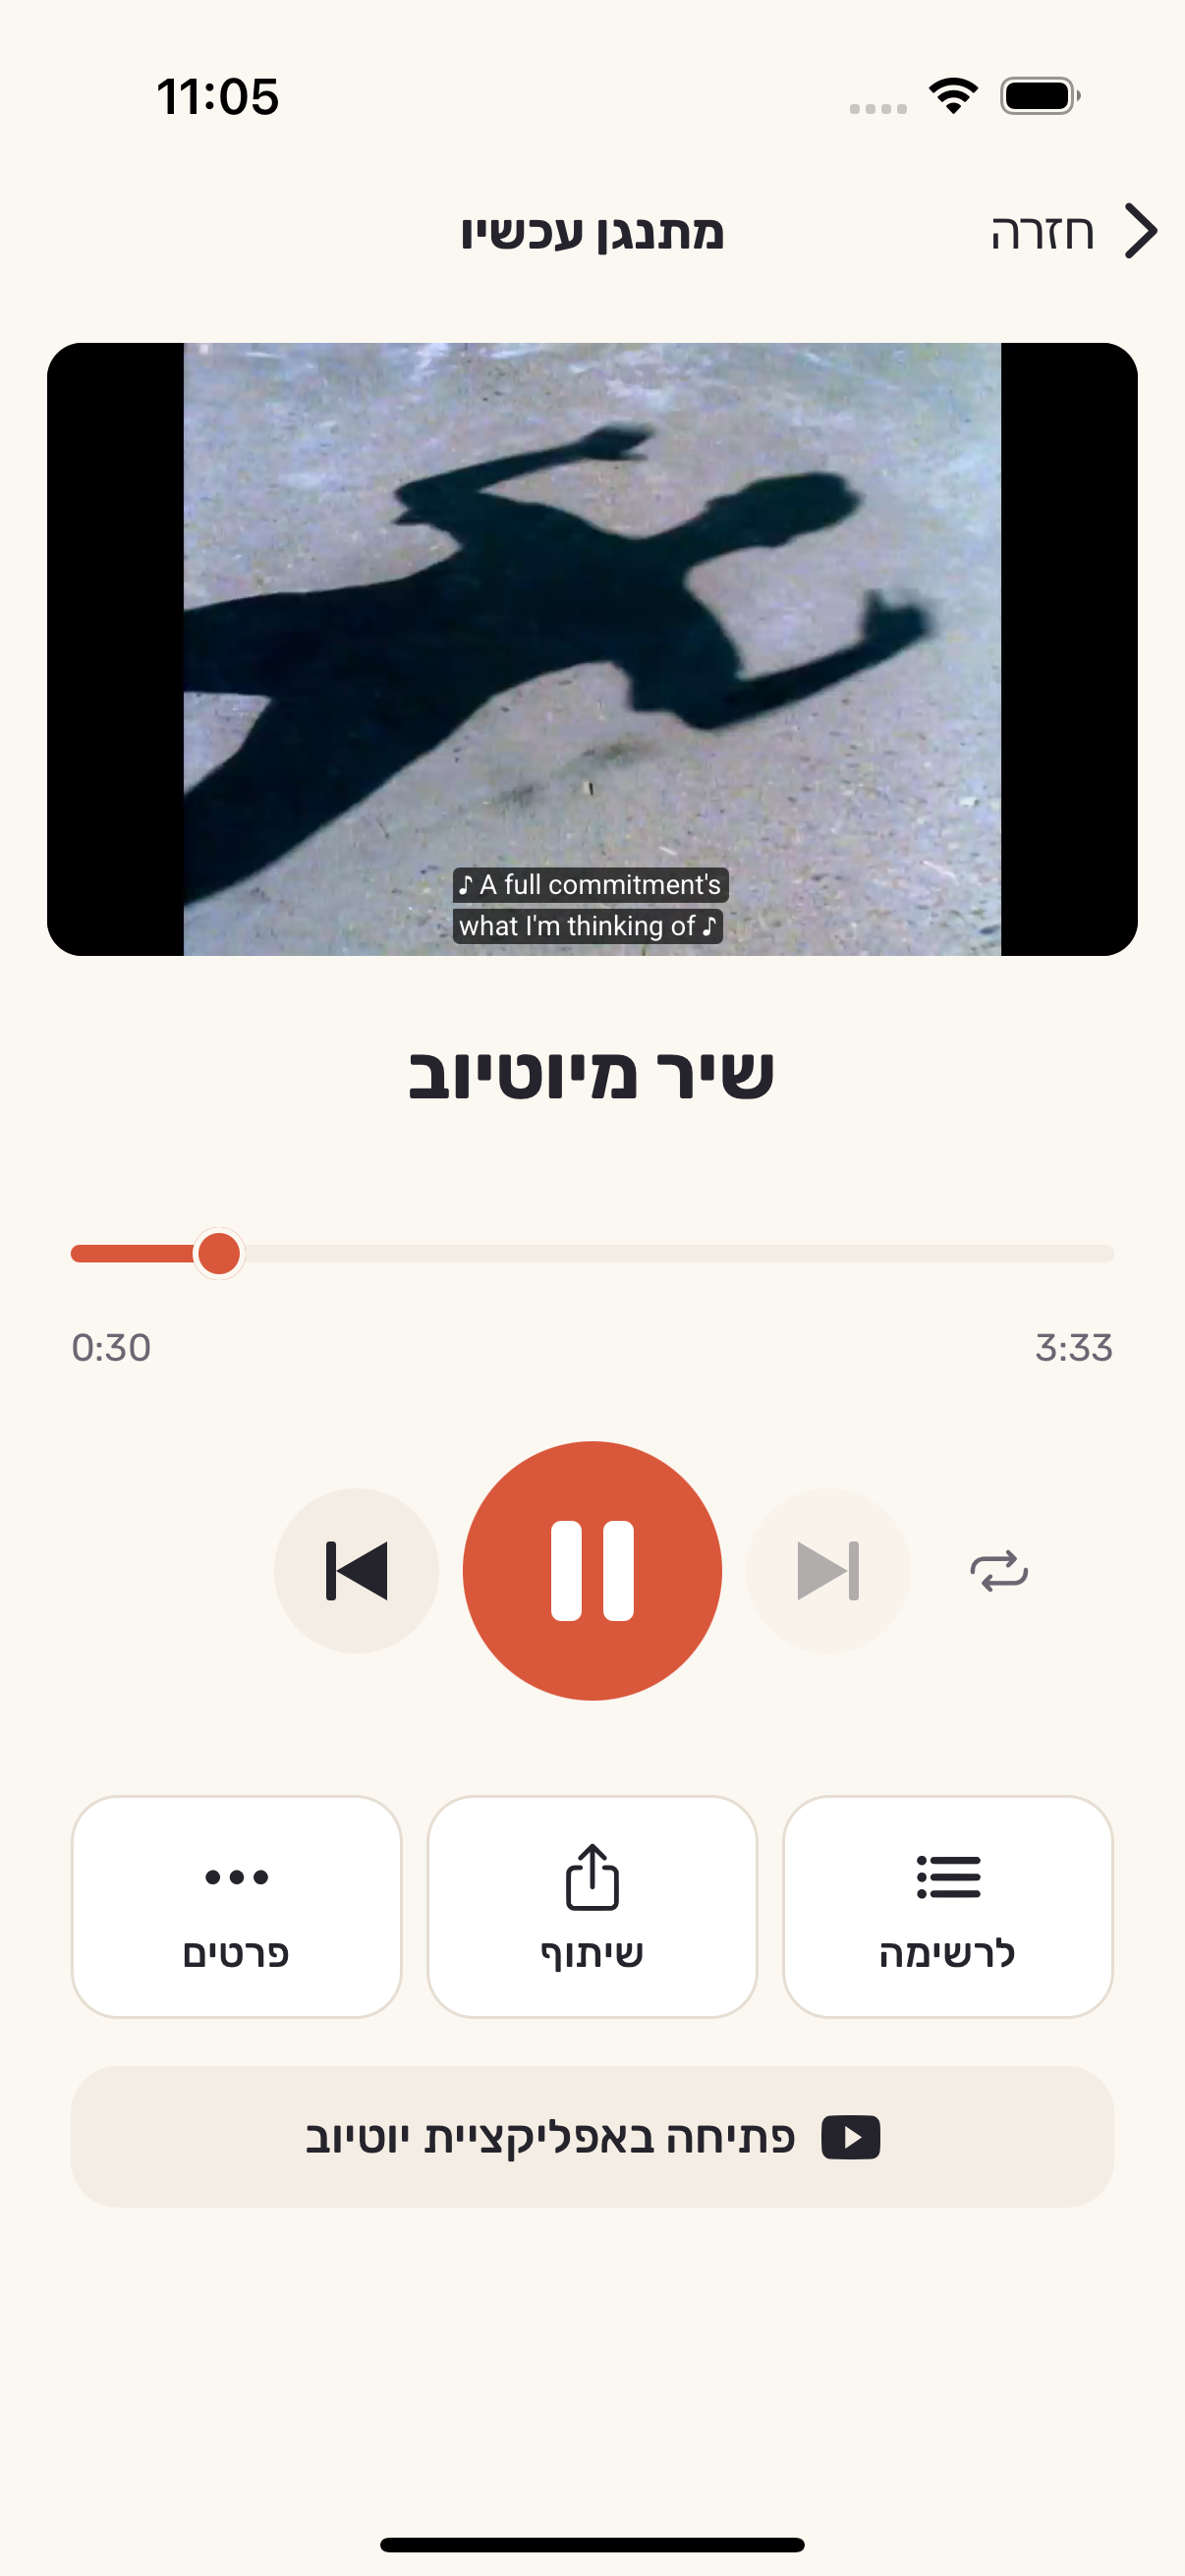 11:05
חזרה
מתנגן עכשיו
♪ A full commitment's
what I'm thinking of ♪
שיר מיוטיוב
0:30
3:33
לרשימה
שיתוף
פרטים
פתיחה באפליקציית יוטיוב